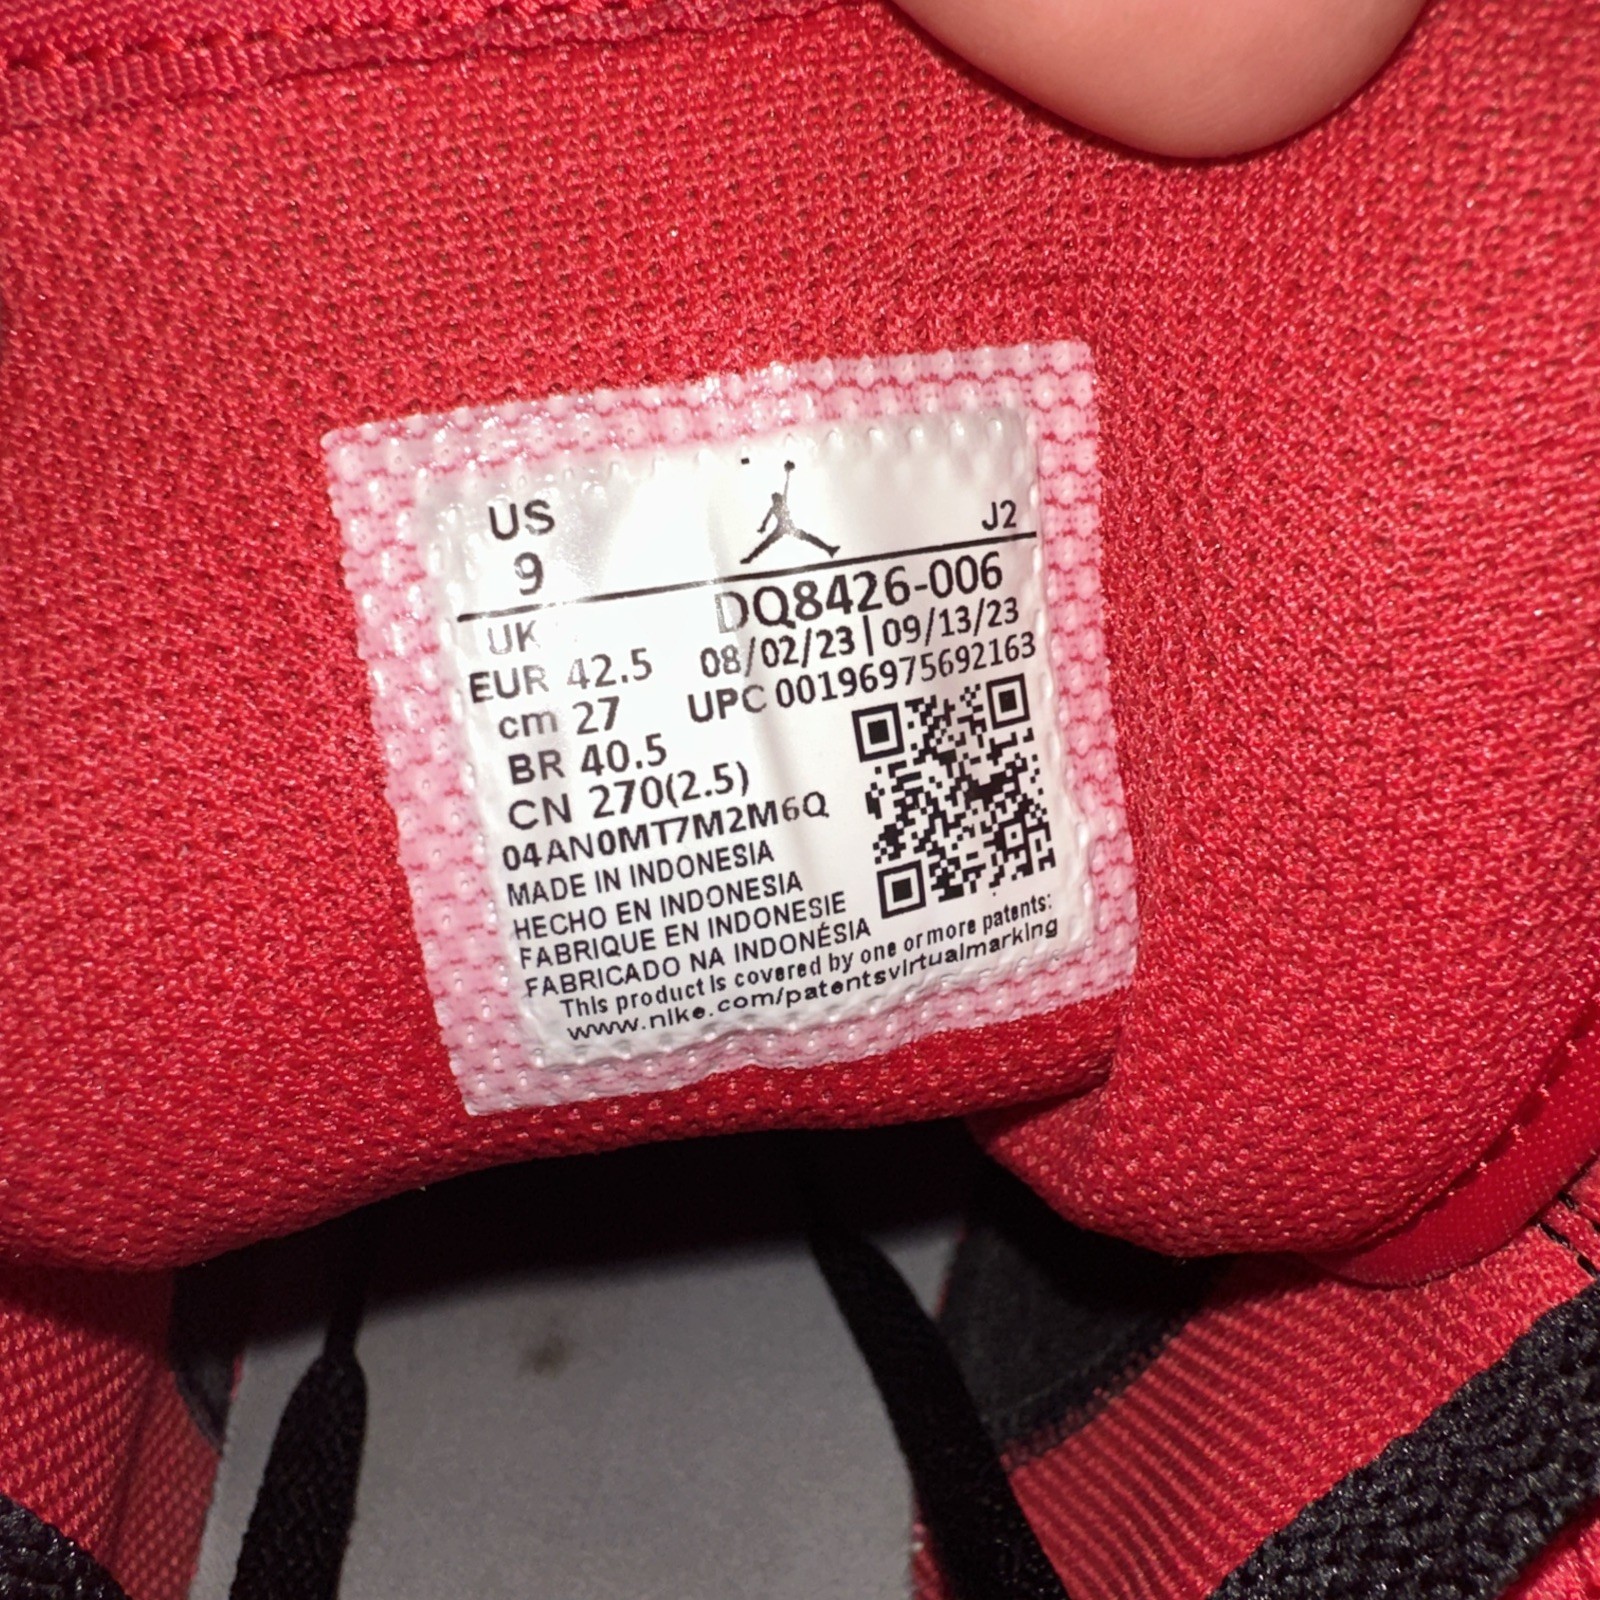 US
9
J2
UK
DQ8426-006
EUR 42.5
08/02/23 | 09/13/23
cm 27
UPC 00196975692163
BR 40.5
CN 270(2.5)
04AN0MT7M2M6Q
MADE IN INDONESIA
HECHO EN INDONESIA
FABRIQUE EN INDONESIE
FABRICADO NA INDONÉSIA
This product is covered by one or more patents:
www.nike.com/patentsvirtualmarking